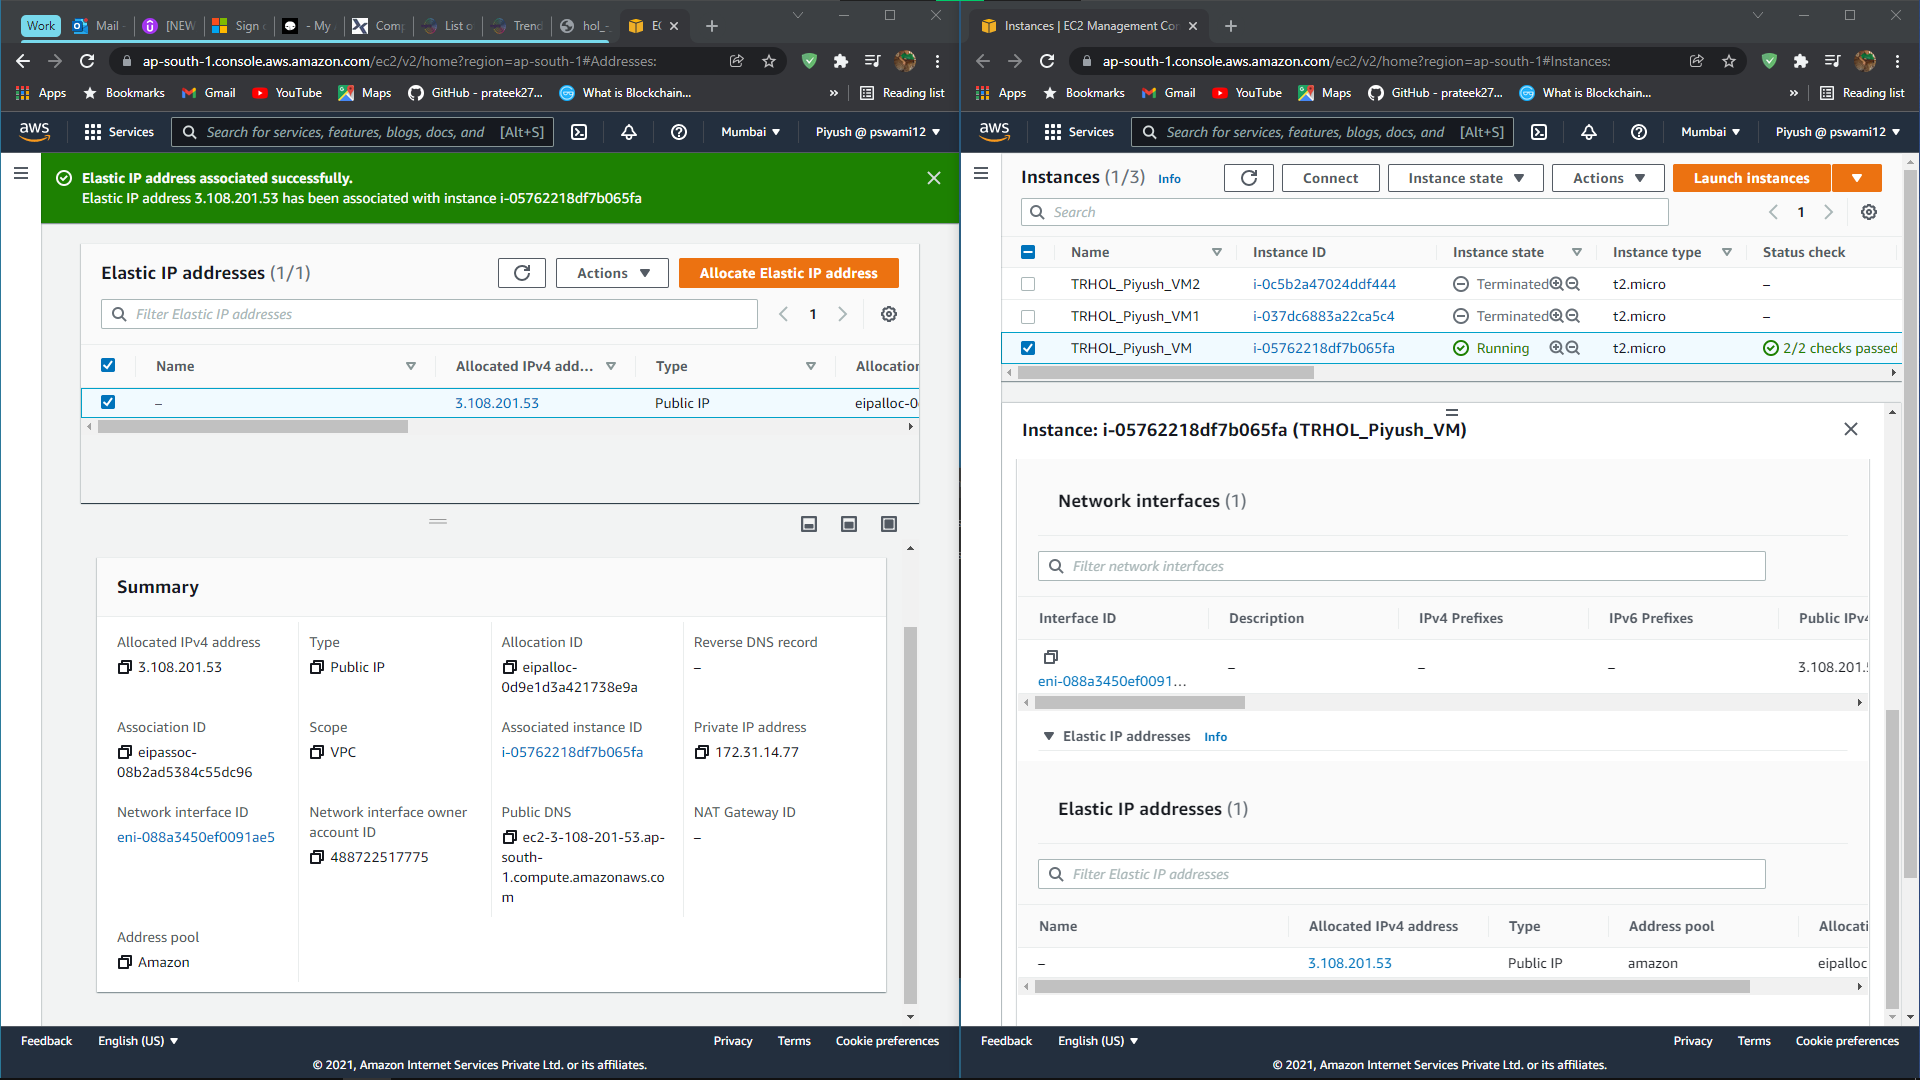 Work
Mail
[NEW
Sign
- My
Comp
List o
Trend
hol_-
EC
ap-south-1.console.aws.amazon.com/ec2/v2/home?region=ap-south-1#Addresses:
Apps
Bookmarks
Gmail
YouTube
Maps
GitHub - prateek27...
What is Blockchain...
»
Reading list
aws
Services
Search for services, features, blogs, docs, and
[Alt+S]
Mumbai
Piyush @ pswami12
Elastic IP address associated successfully.
Elastic IP address 3.108.201.53 has been associated with instance i-05762218df7b065fa
Elastic IP addresses (1/1)
Actions
Allocate Elastic IP address
Filter Elastic IP addresses
1
Name
Allocated IPv4 add...
Type
Allocation
–
3.108.201.53
Public IP
eipalloc-0
Summary
Allocated IPv4 address
3.108.201.53
Type
Public IP
Allocation ID
eipalloc-
0d9e1d3a421738e9a
Reverse DNS record
–
Association ID
eipassoc-
08b2ad5384c55dc96
Scope
VPC
Associated instance ID
i-05762218df7b065fa
Private IP address
172.31.14.77
Network interface ID
eni-088a3450ef0091ae5
Network interface owner
account ID
488722517775
Public DNS
ec2-3-108-201-53.ap-
south-
1.compute.amazonaws.co
m
NAT Gateway ID
–
Address pool
Amazon
Feedback
English (US)
Privacy
Terms
Cookie preferences
© 2021, Amazon Internet Services Private Ltd. or its affiliates.
Instances | EC2 Management Co
ap-south-1.console.aws.amazon.com/ec2/v2/home?region=ap-south-1#Instances:
Apps
Bookmarks
Gmail
YouTube
Maps
GitHub - prateek27...
What is Blockchain...
»
Reading list
aws
Services
Search for services, features, blogs, docs, and
[Alt+S]
Mumbai
Piyush @ pswami12
Instances (1/3)
Info
Connect
Instance state
Actions
Launch instances
Search
1
Name
Instance ID
Instance state
Instance type
Status check
TRHOL_Piyush_VM2
i-0c5b2a47024ddf444
Terminated
t2.micro
–
TRHOL_Piyush_VM1
i-037dc6883a22ca5c4
Terminated
t2.micro
–
TRHOL_Piyush_VM
i-05762218df7b065fa
Running
t2.micro
2/2 checks passed
Instance: i-05762218df7b065fa (TRHOL_Piyush_VM)
Network interfaces (1)
Filter network interfaces
Interface ID
Description
IPv4 Prefixes
IPv6 Prefixes
Public IPv4
eni-088a3450ef0091...
–
–
–
3.108.201.5
Elastic IP addresses
Info
Elastic IP addresses (1)
Filter Elastic IP addresses
Name
Allocated IPv4 address
Type
Address pool
Allocati
–
3.108.201.53
Public IP
amazon
eipalloc
Feedback
English (US)
Privacy
Terms
Cookie preferences
© 2021, Amazon Internet Services Private Ltd. or its affiliates.